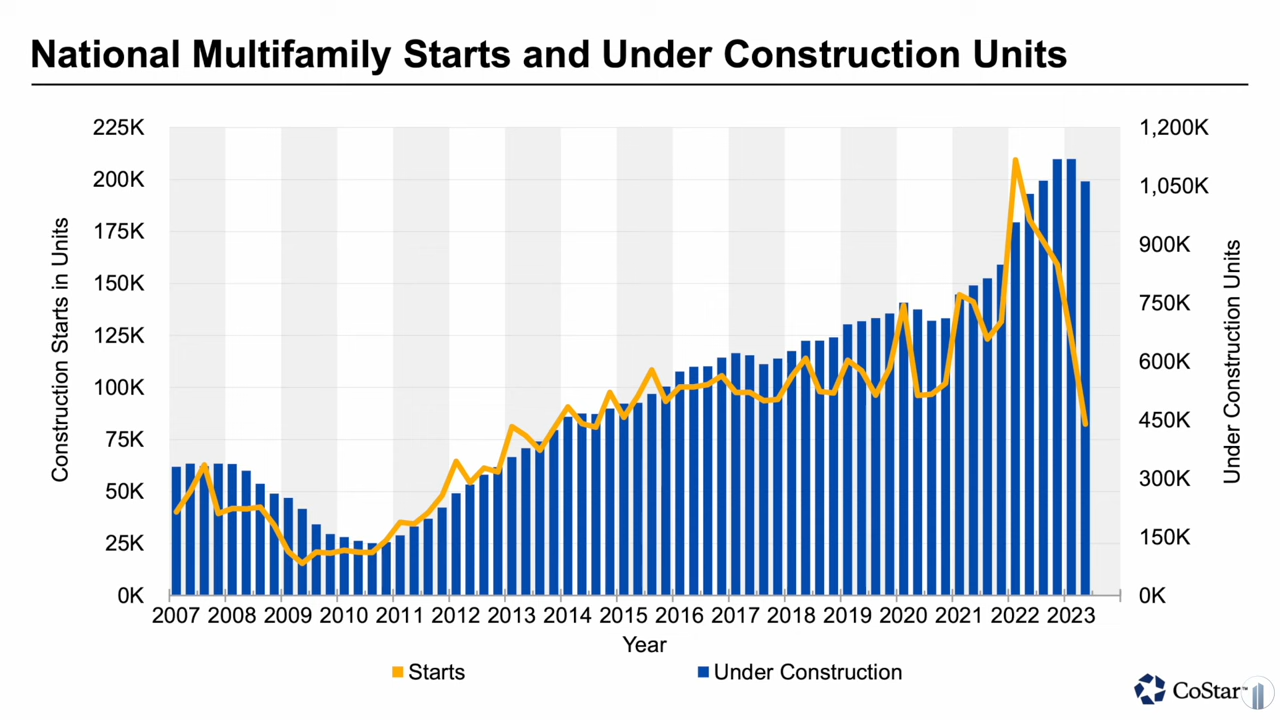 National Multifamily Starts and Under Construction Units
225K
200K
175K
150K
125K
100K
75K
50K
25K
0K
Construction Starts in Units
1,200K
1,050K
900K
750K
600K
450K
300K
150K
0K
Under Construction Units
2007 2008 2009 2010 2011 2012 2013 2014 2015 2016 2017 2018 2019 2020 2021 2022 2023
Year
Starts Under Construction
CoStar™